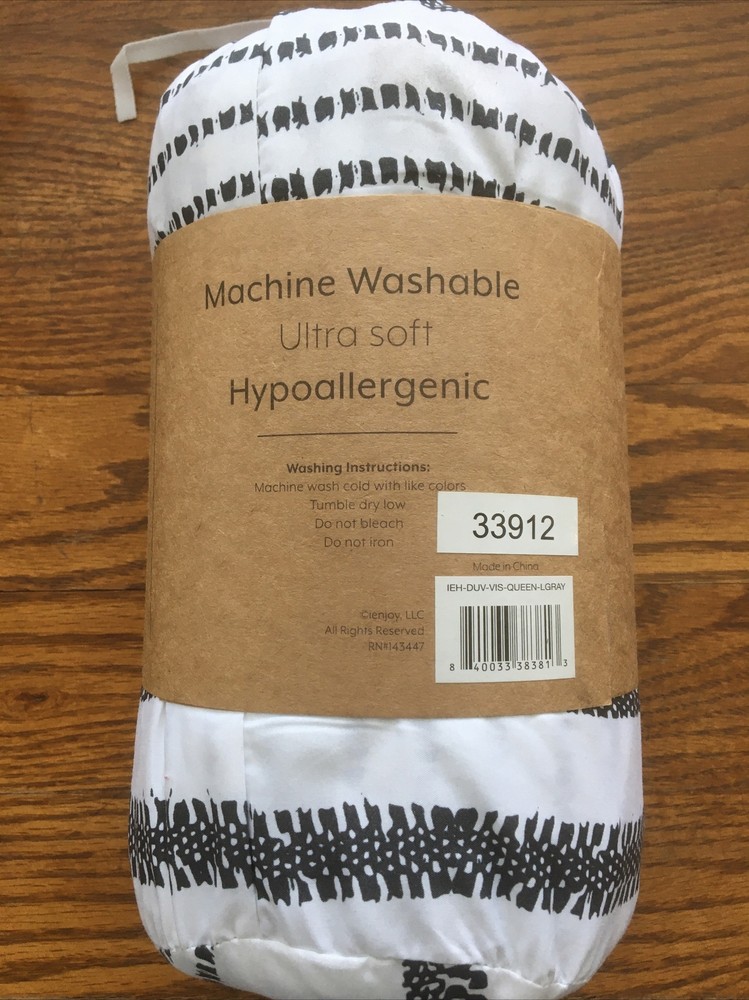 Machine Washable
Ultra soft
Hypoallergenic
Washing Instructions:
Machine wash cold with like colors
Tumble dry low
Do not bleach
Do not iron
33912
Made in China
IEH-DUV-VIS-QUEEN-LGRAY
©ienjoy, LLC
All Rights Reserved
RN#143447
8 40033 38381 3